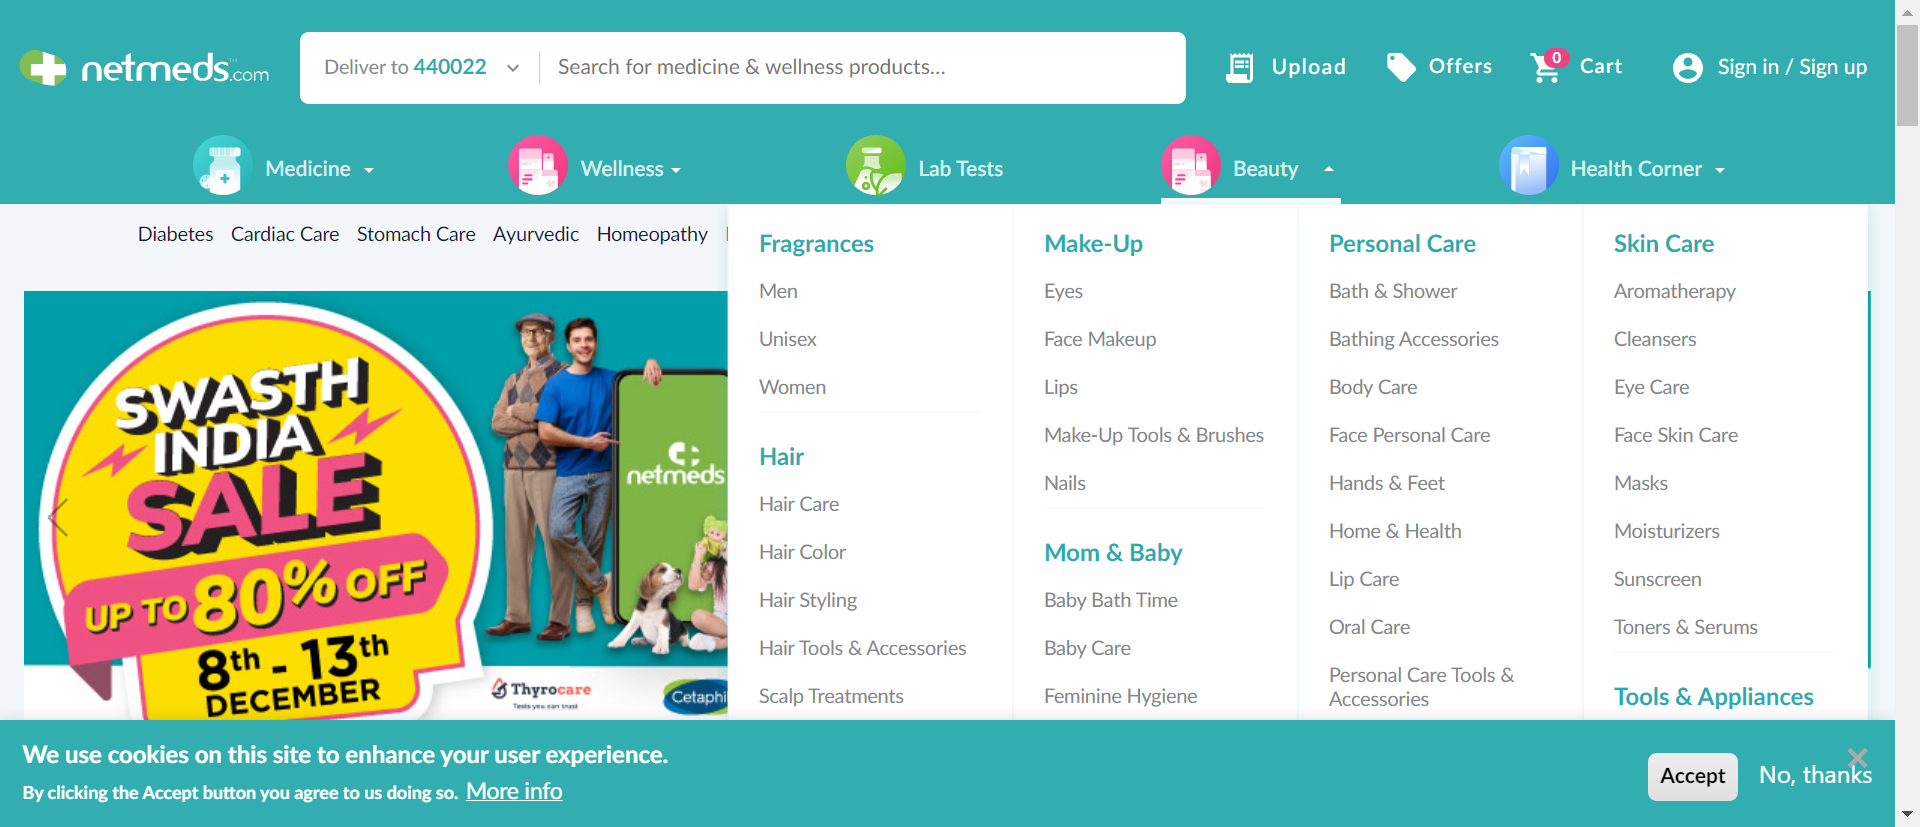 netmeds.com
Deliver to 440022
Search for medicine & wellness products...
Upload
Offers
0
Cart
Sign in / Sign up
Medicine
Wellness
Lab Tests
Beauty
Health Corner
Diabetes Cardiac Care Stomach Care Ayurvedic Homeopathy
Fragrances
Men
Unisex
Women
Hair
Hair Care
Hair Color
Hair Styling
Hair Tools & Accessories
Scalp Treatments
Make-Up
Eyes
Face Makeup
Lips
Make-Up Tools & Brushes
Nails
Mom & Baby
Baby Bath Time
Baby Care
Feminine Hygiene
Personal Care
Bath & Shower
Bathing Accessories
Body Care
Face Personal Care
Hands & Feet
Home & Health
Lip Care
Oral Care
Personal Care Tools &
Accessories
Skin Care
Aromatherapy
Cleansers
Eye Care
Face Skin Care
Masks
Moisturizers
Sunscreen
Toners & Serums
Tools & Appliances
SWASTH
INDIA
SALE
UP TO 80% OFF
8th - 13th
DECEMBER
netmeds
Thyrocare
Tests you can trust
Cetaphi
We use cookies on this site to enhance your user experience.
By clicking the Accept button you agree to us doing so. More info
Accept
No, thanks